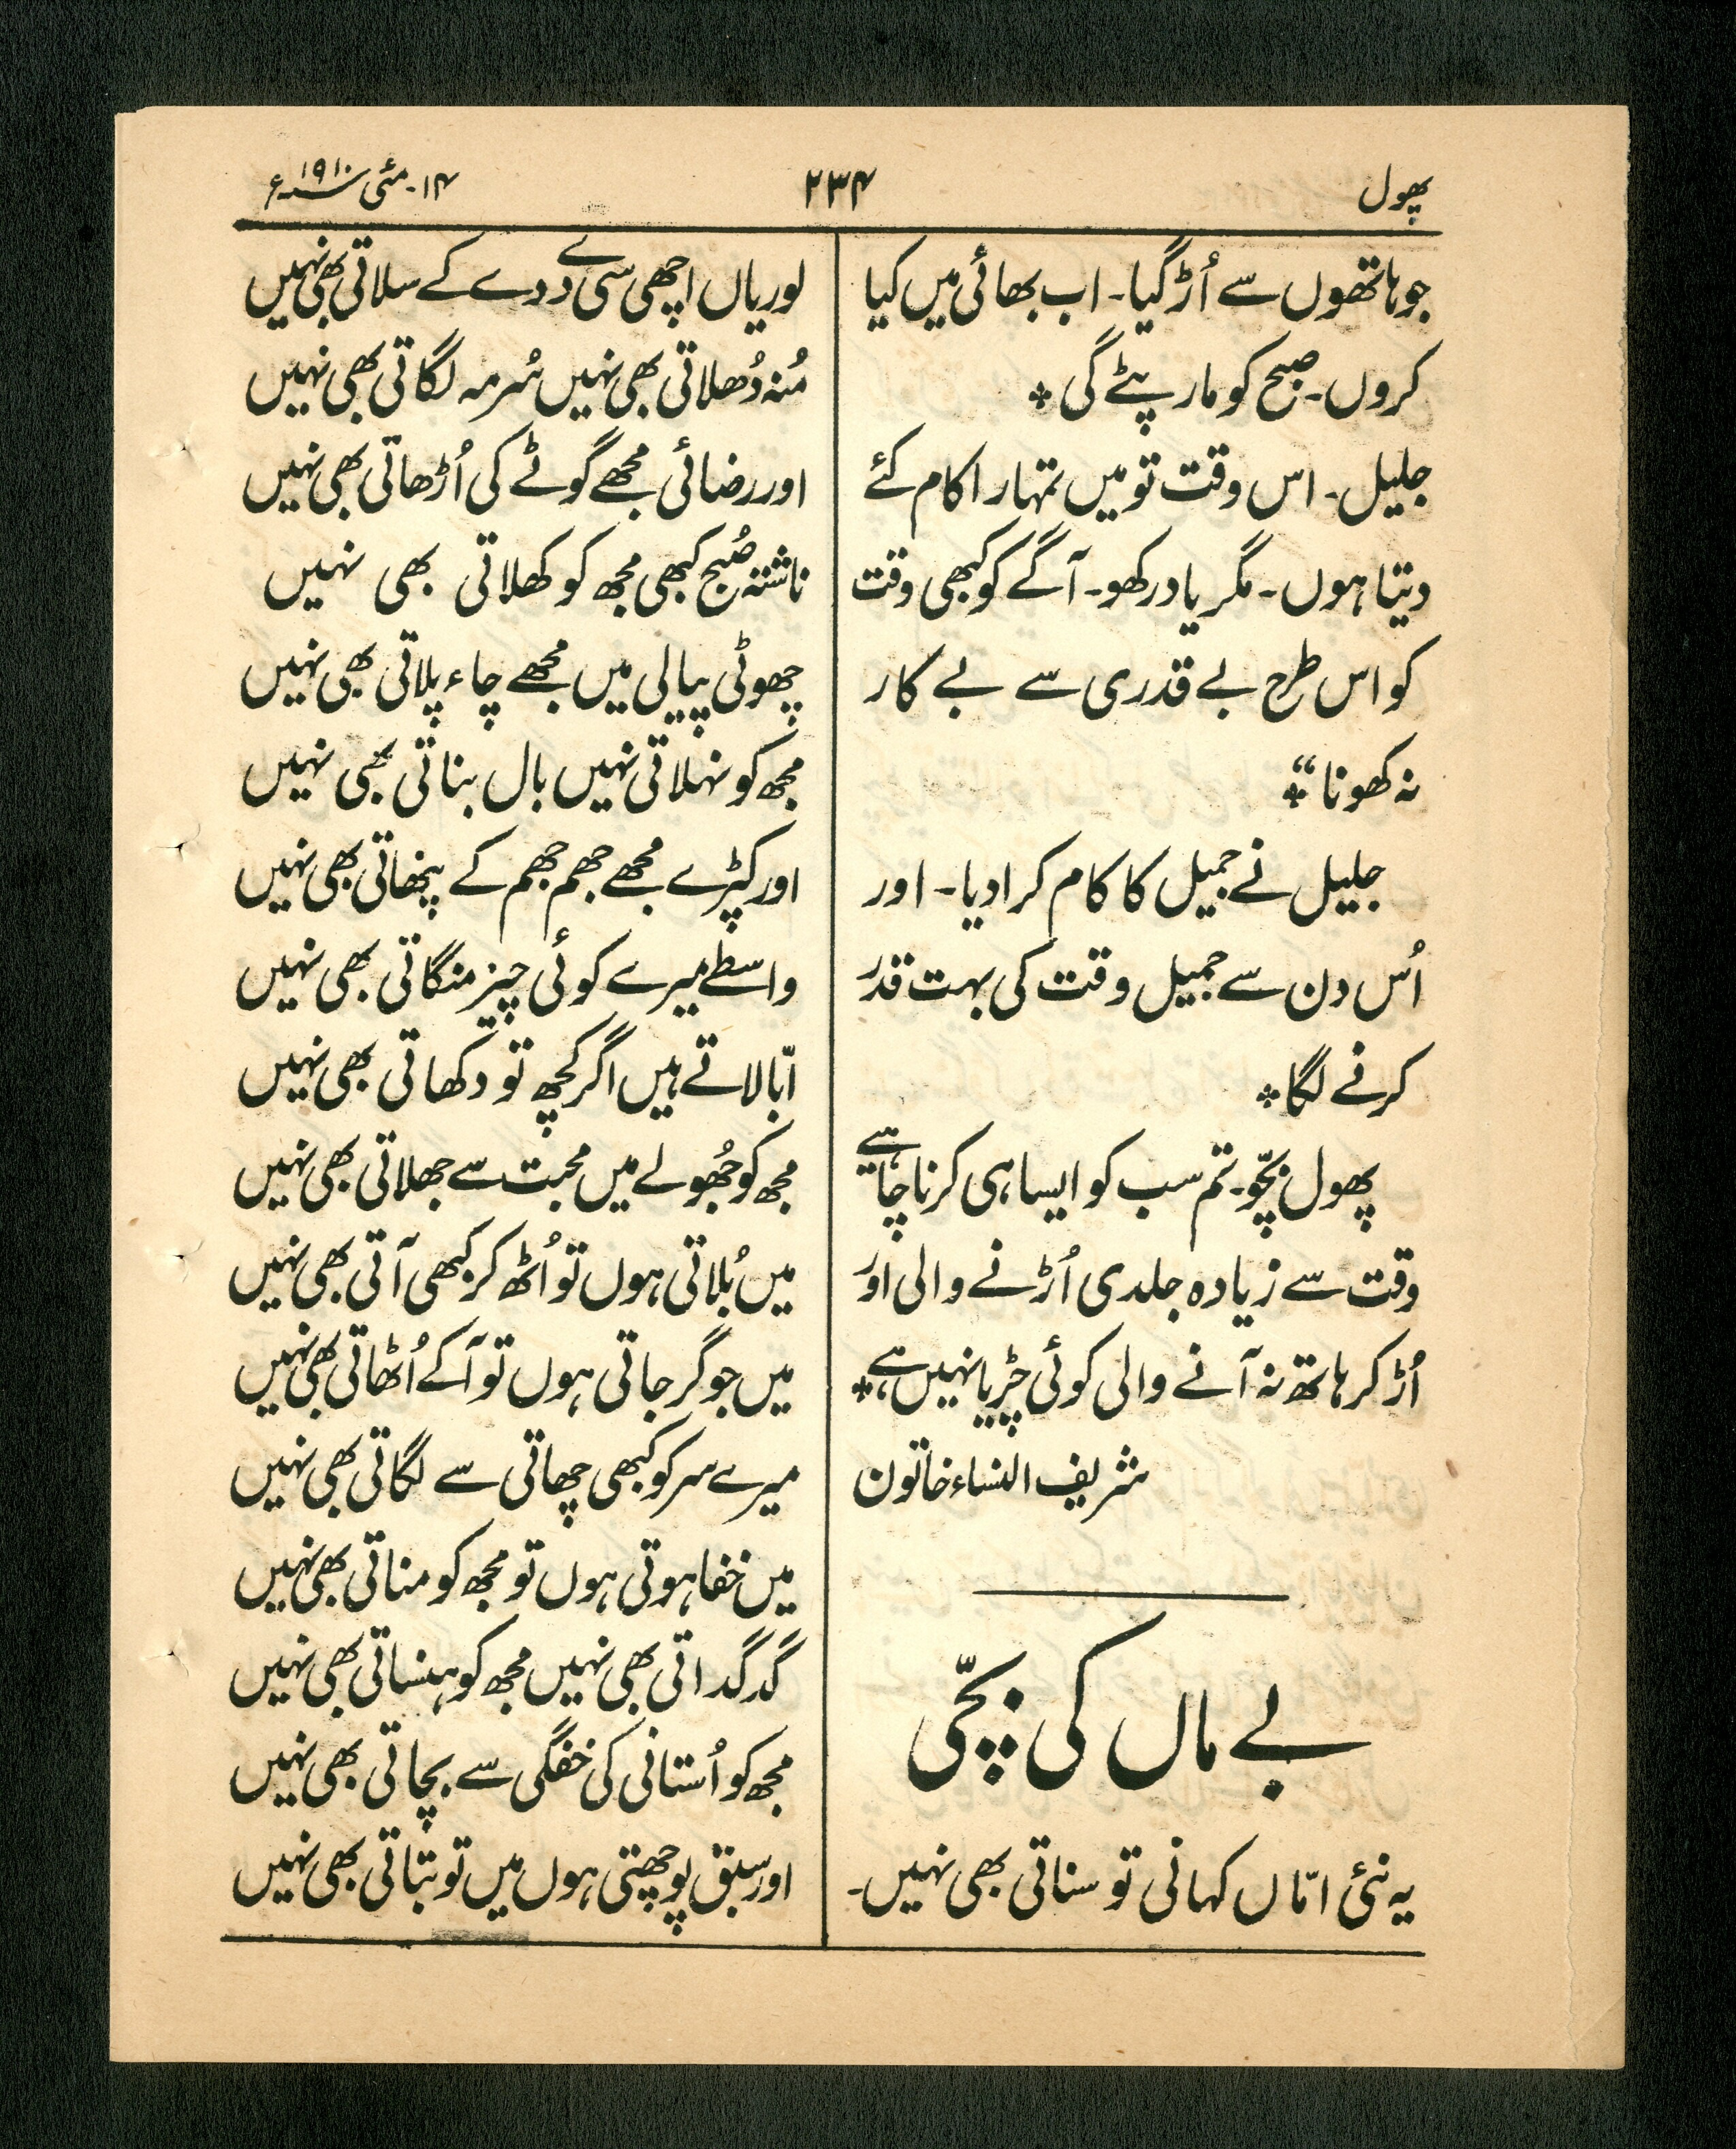 پھول
۲۳۴
۱۴۔مئی سنہ ۱۹۱۰ء
جو ہاتھوں سے اُڑ گیا۔ اب بھائی میں کیا
کروں۔ صبح کو مار پٹے گی *
جلیل۔ اس وقت تو میں تمہارا کام کئے
دیتا ہوں۔ مگر یاد رکھو۔ آگے کو کبھی وقت
کو اس طرح بے قدری سے بے کار
نہ کھونا“ *
جلیل نے جمیل کا کام کرا دیا۔ اور
اُس دن سے جمیل وقت کی بہت قدر
کرنے لگا *
پھول بچّو۔ تم سب کو ایسا ہی کرنا چاہئے
وقت سے زیادہ جلدی اُڑنے والی اور
اُڑ کر ہاتھ نہ آنے والی کوئی چڑیا نہیں ہے *
شریف النساء خاتون
بے ماں کی بچّی
یہ نئی امّاں کہانی تو سناتی بھی نہیں۔
لوریاں اچھی سی دے دے کے سلاتی بھی نہیں
مُنہ دُھلاتی بھی نہیں سُرمہ لگاتی بھی نہیں
اور رضائی مجھے گوٹے کی اُڑھاتی بھی نہیں
ناشتہ صُبح کبھی مجھ کو کھلاتی بھی نہیں
چھوٹی پیالی میں مجھے چاء پلاتی بھی نہیں
مجھ کو نہلاتی نہیں بال بناتی بھی نہیں
اور کپڑے مجھے جھم جھم کے پنھاتی بھی نہیں
واسطے میرے کوئی چیز منگاتی بھی نہیں
ابّا لاتے ہیں اگر کچھ تو دکھاتی بھی نہیں
مجھ کو جُھولے میں محبت سے جھلاتی بھی نہیں
میں بُلاتی ہوں تو اُٹھ کر کبھی آتی بھی نہیں
میں جو گر جاتی ہوں تو آکے اُٹھاتی بھی نہیں
میرے سر کو کبھی چھاتی سے لگاتی بھی نہیں
میں خفا ہوتی ہوں تو مجھ کو مناتی بھی نہیں
گدگداتی بھی نہیں مجھ کو ہنساتی بھی نہیں
مجھ کو اُستانی کی خفگی سے بچاتی بھی نہیں
اور سبق پوچھتی ہوں میں تو بتاتی بھی نہیں